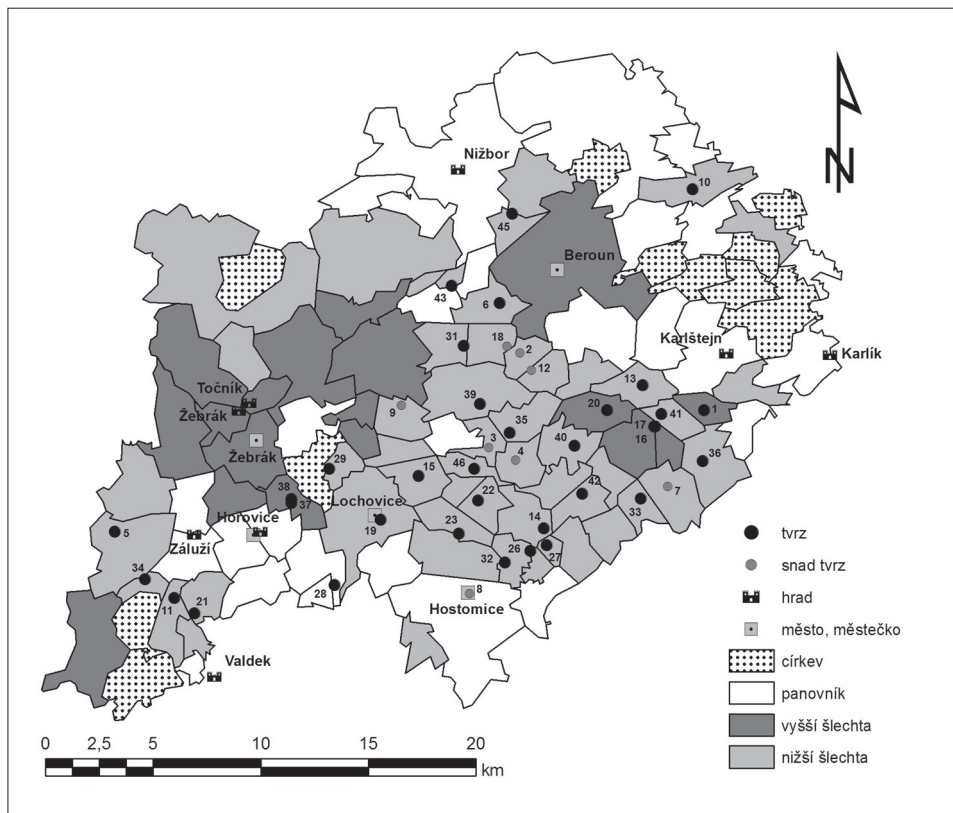 N
Nižbor
10
45
Beroun
43
6
Karlštejn
Karlík
31
18
2
12
13
Točník
Žebrák
9
39
20
41
1
17
16
35
Žebrák
3
4
40
36
29
46
15
Lochovice
22
42
7
33
38
37
19
23
14
Hořovice
5
Záluží
26
27
32
34
28
8
Hostomice
11
21
Valdek
tvrz
snad tvrz
hrad
město, městečko
církev
panovník
vyšší šlechta
nižší šlechta
0 2,5 5 10 15 20
km